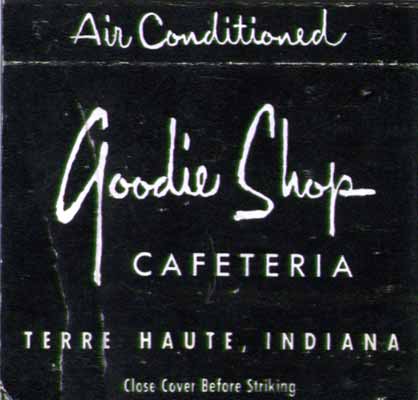 Air Conditioned
Goodie Shop
CAFETERIA
TERRE HAUTE, INDIANA
Close Cover Before Striking